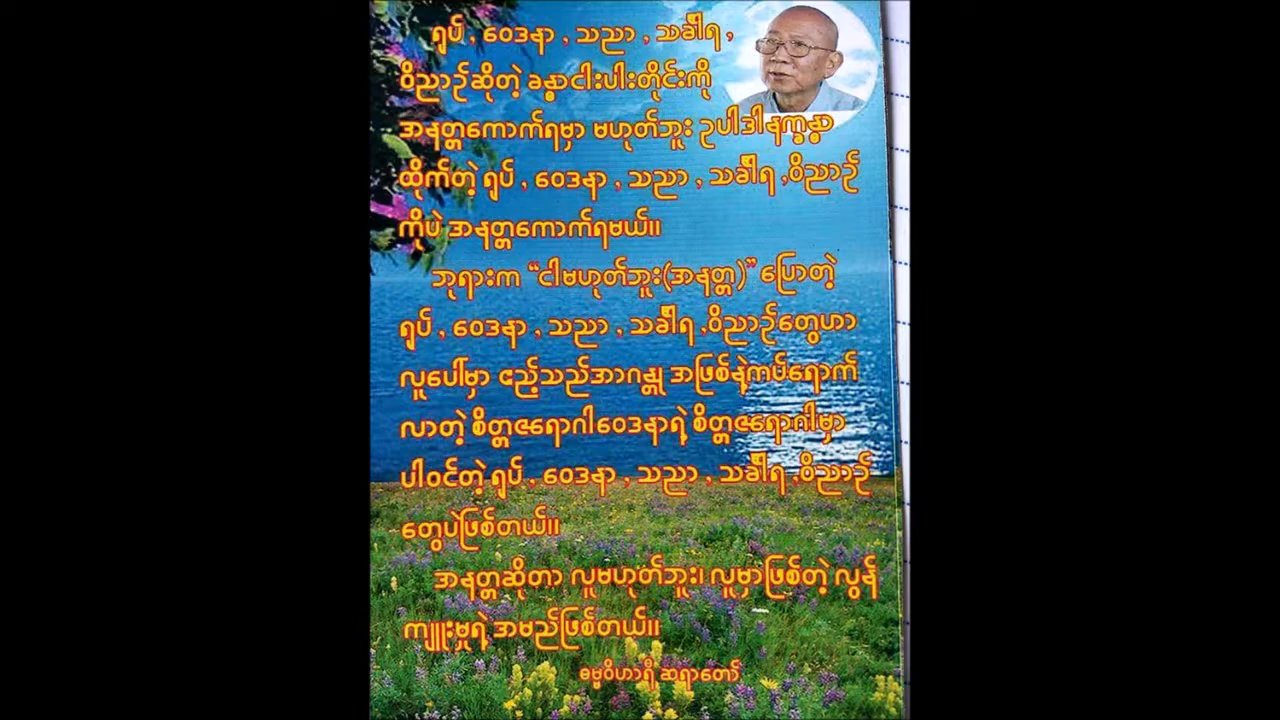 ရုပ် , ဝေဒနာ , သညာ , သင်္ခါရ ,
ဝိညာဉ်ဆိုတဲ့ ခန္ဓာငါးပါးတိုင်းကို
အနတ္တကောက်ရမှာ မဟုတ်ဘူး ဥပါဒါနက္ခန္ဓာ
ထိုက်တဲ့ ရုပ် , ဝေဒနာ , သညာ , သင်္ခါရ ,ဝိညာဉ်
ကိုပဲ အနတ္တကောက်ရမယ်။
ဘုရားက “ငါမဟုတ်ဘူး(အနတ္တ)” ပြောတဲ့
ရုပ် , ဝေဒနာ , သညာ , သင်္ခါရ ,ဝိညာဉ်တွေဟာ
လူပေါ်မှာ ဧည့်သည်အာဂန္တု အဖြစ်နဲ့ကပ်ရောက်
လာတဲ့ စိတ္တဇရောဂါဝေဒနာရဲ့ စိတ္တဇရောဂါမှာ
ပါဝင်တဲ့ ရုပ် , ဝေဒနာ , သညာ , သင်္ခါရ ,ဝိညာဉ်
တွေပဲဖြစ်တယ်။
အနတ္တဆိုတာ လူမဟုတ်ဘူး၊ လူမှာဖြစ်တဲ့ လွန်
ကျူးမှုရဲ့ အမည်ဖြစ်တယ်။
ဓမ္မဝိဟာရီ ဆရာတော်